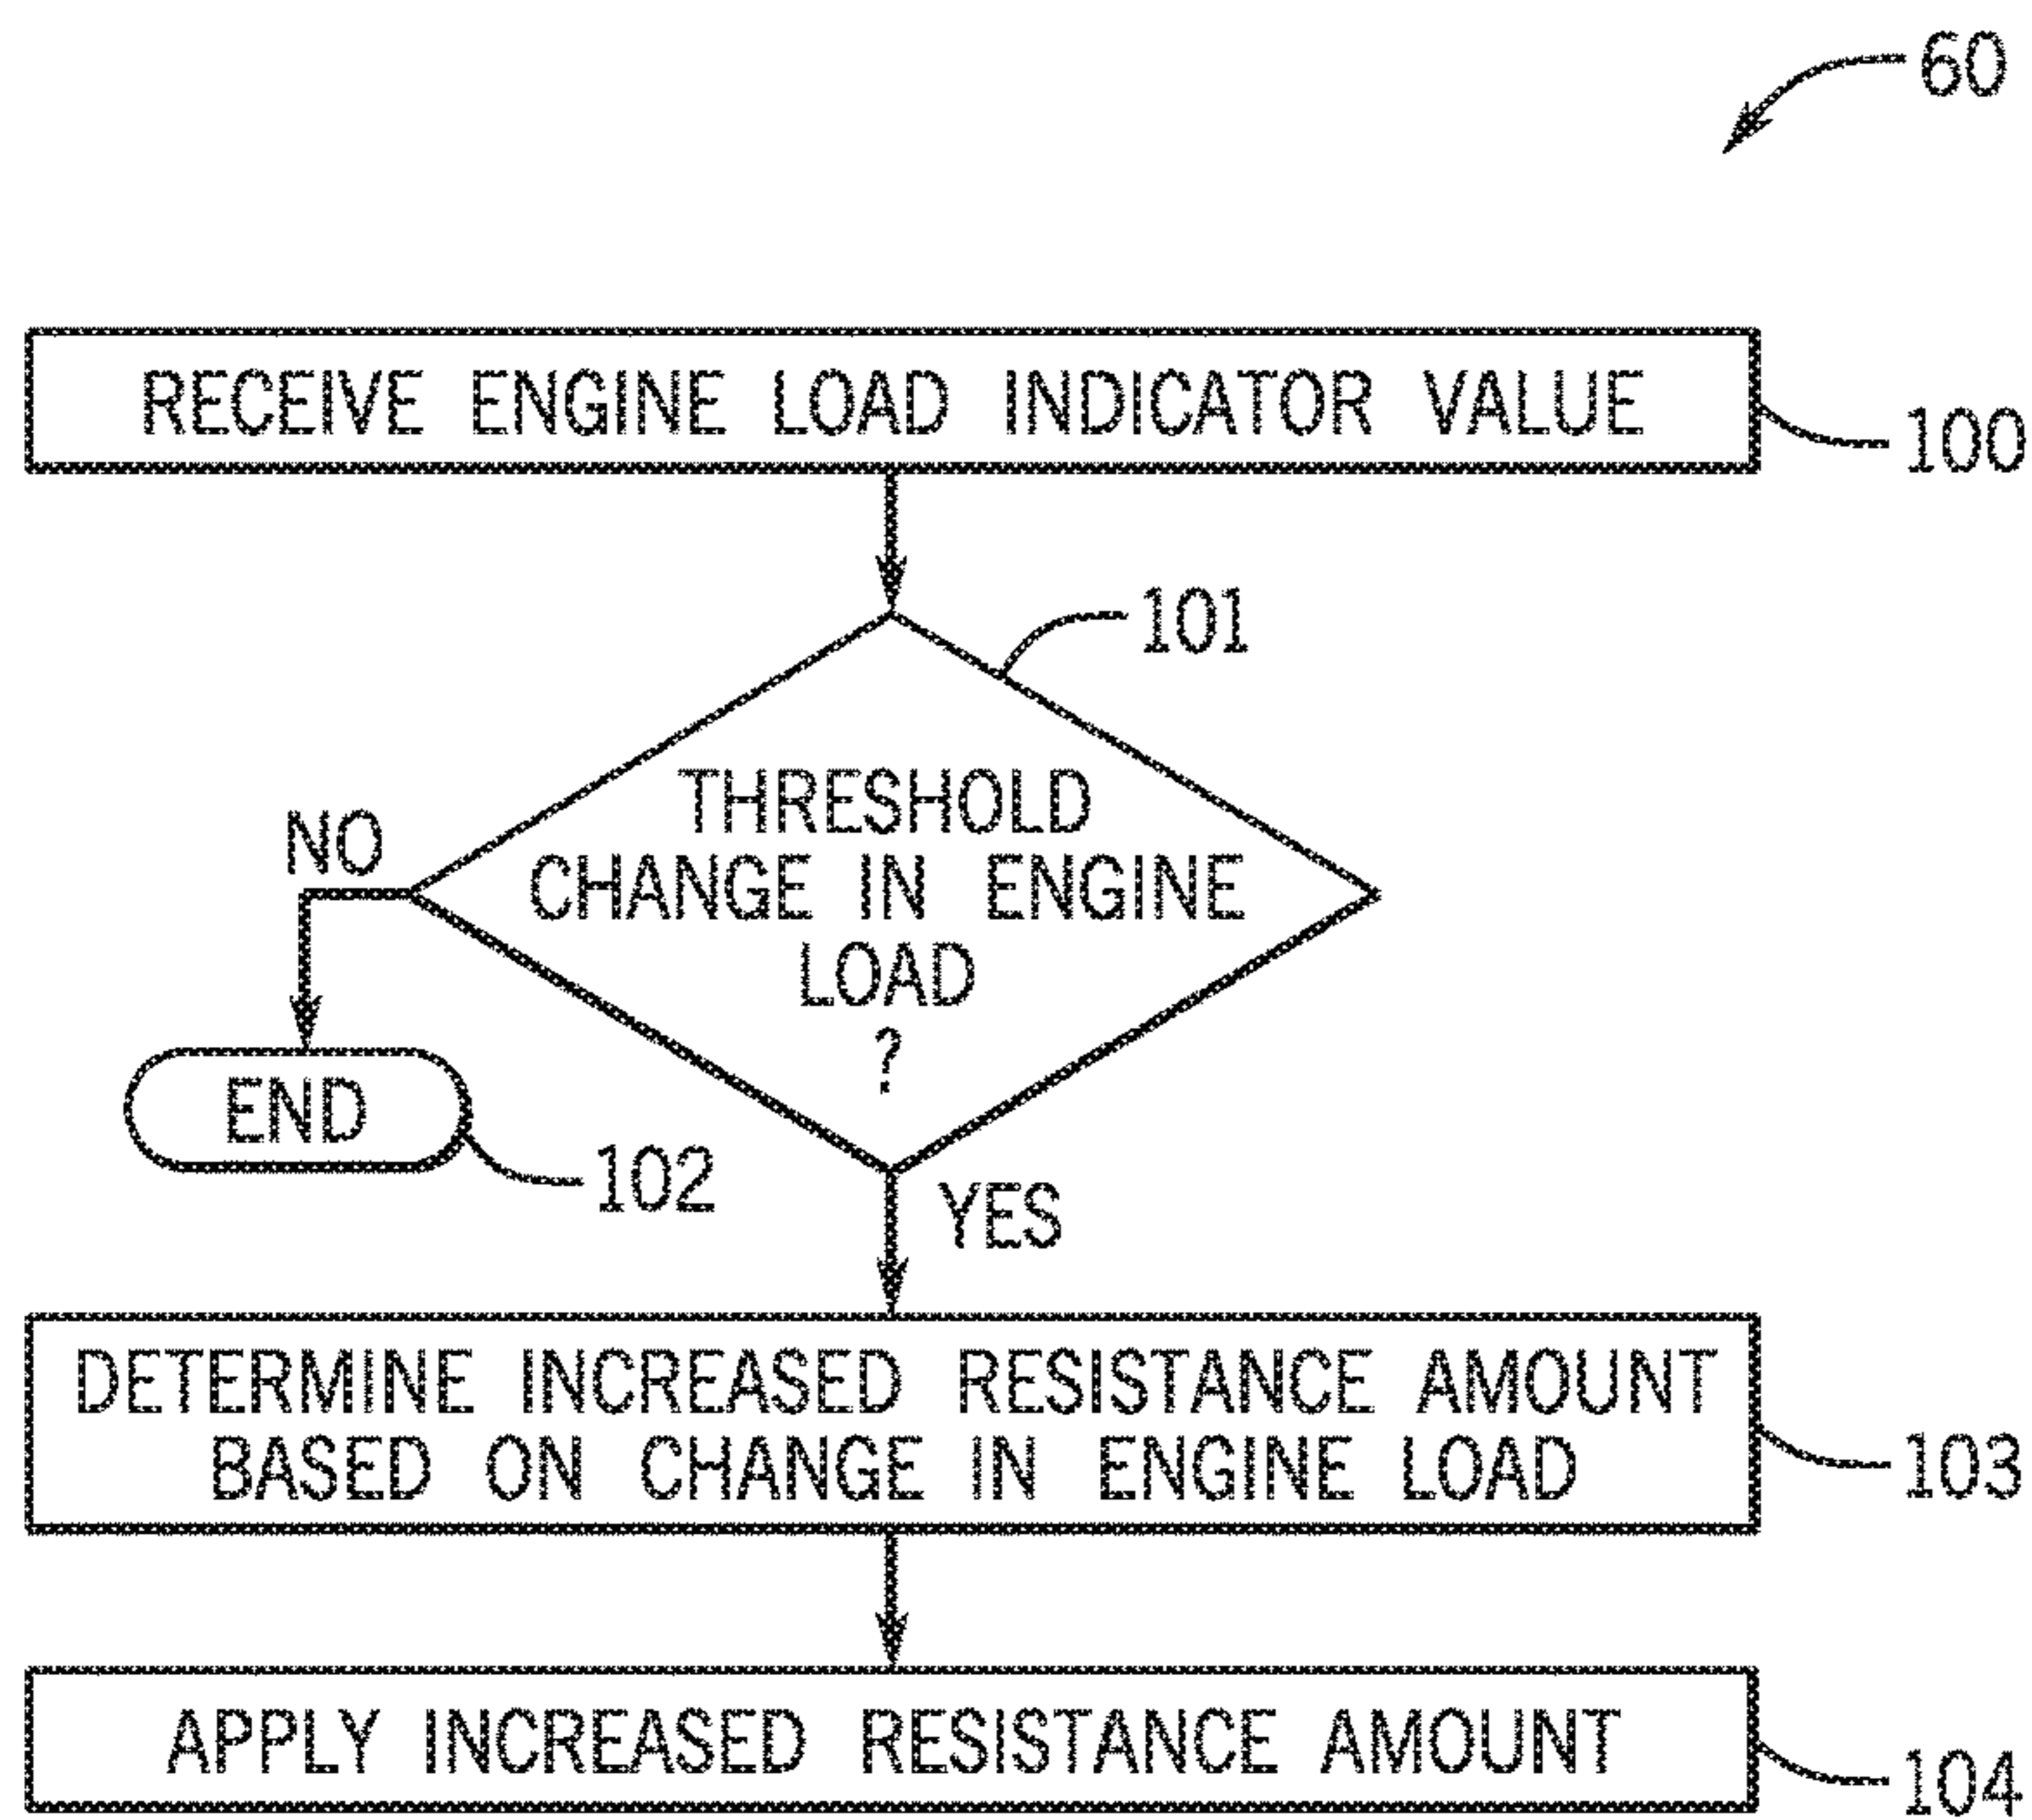 60
RECEIVE ENGINE LOAD INDICATOR VALUE
100
101
THRESHOLD
CHANGE IN ENGINE
LOAD
?
NO
END
102
YES
DETERMINE INCREASED RESISTANCE AMOUNT
BASED ON CHANGE IN ENGINE LOAD
103
APPLY INCREASED RESISTANCE AMOUNT
104